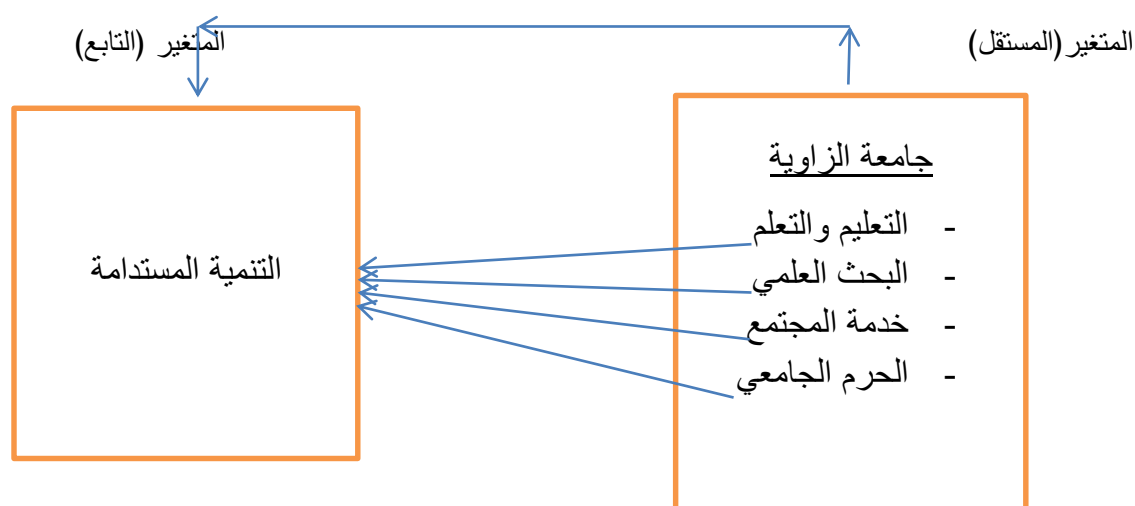 المتغير (المستقل)
المتغير (التابع)
جامعة الزاوية
- التعليم والتعلم
- البحث العلمي
- خدمة المجتمع
- الحرم الجامعي
التنمية المستدامة